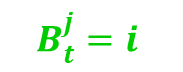 $B_t^j = i$